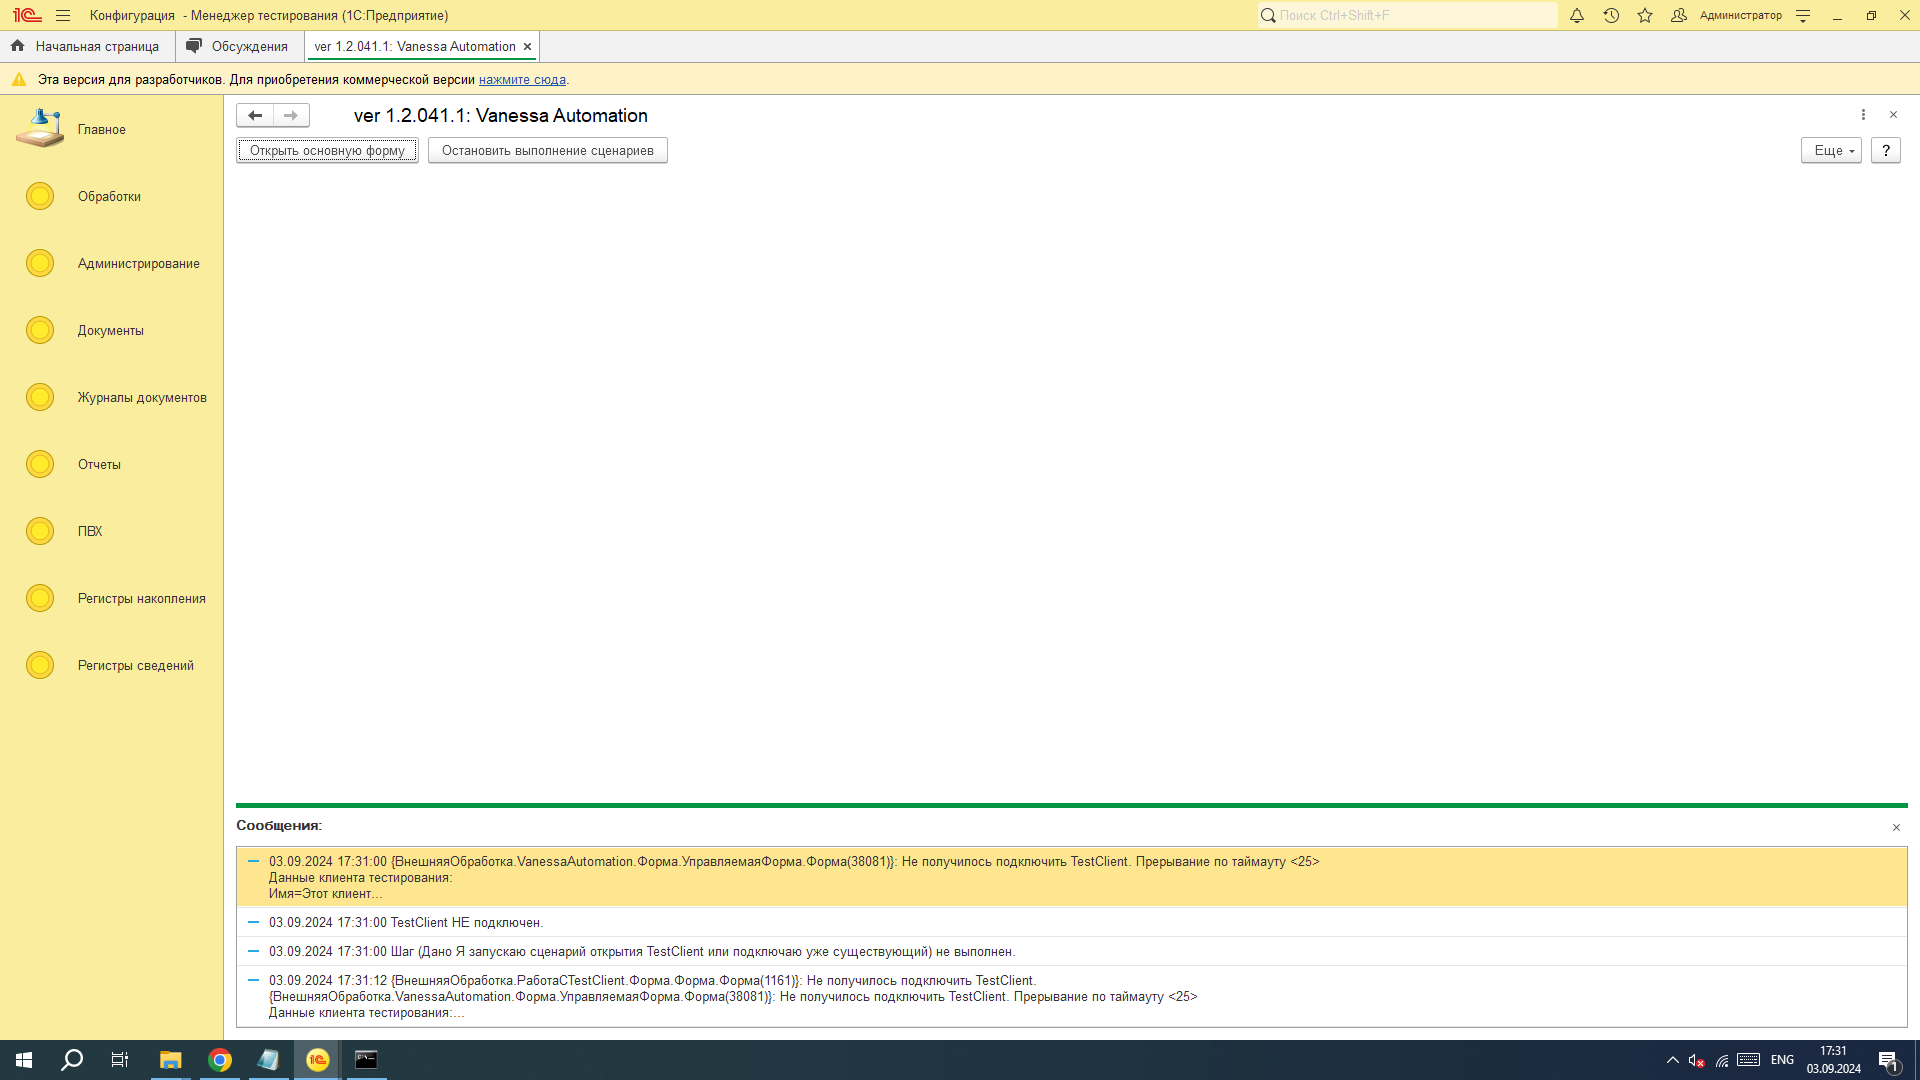 1С Конфигурация - Менеджер тестирования (1С:Предприятие)
Поиск Ctrl+Shift+F
Администратор
Начальная страница
Обсуждения
ver 1.2.041.1: Vanessa Automation ×
Эта версия для разработчиков. Для приобретения коммерческой версии нажмите сюда.
Главное
Обработки
Администрирование
Документы
Журналы документов
Отчеты
ПВХ
Регистры накопления
Регистры сведений
ver 1.2.041.1: Vanessa Automation
Открыть основную форму
Остановить выполнение сценариев
Еще
?
Сообщения:
03.09.2024 17:31:00 {ВнешняяОбработка.VanessaAutomation.Форма.УправляемаяФорма.Форма(38081)}: Не получилось подключить TestClient. Прерывание по таймауту <25>
Данные клиента тестирования:
Имя=Этот клиент...
03.09.2024 17:31:00 TestClient НЕ подключен.
03.09.2024 17:31:00 Шаг (Дано Я запускаю сценарий открытия TestClient или подключаю уже существующий) не выполнен.
03.09.2024 17:31:12 {ВнешняяОбработка.РаботаСTestClient.Форма.Форма.Форма(1161)}: Не получилось подключить TestClient.
{ВнешняяОбработка.VanessaAutomation.Форма.УправляемаяФорма.Форма(38081)}: Не получилось подключить TestClient. Прерывание по таймауту <25>
Данные клиента тестирования:...
ENG
17:31
03.09.2024
1